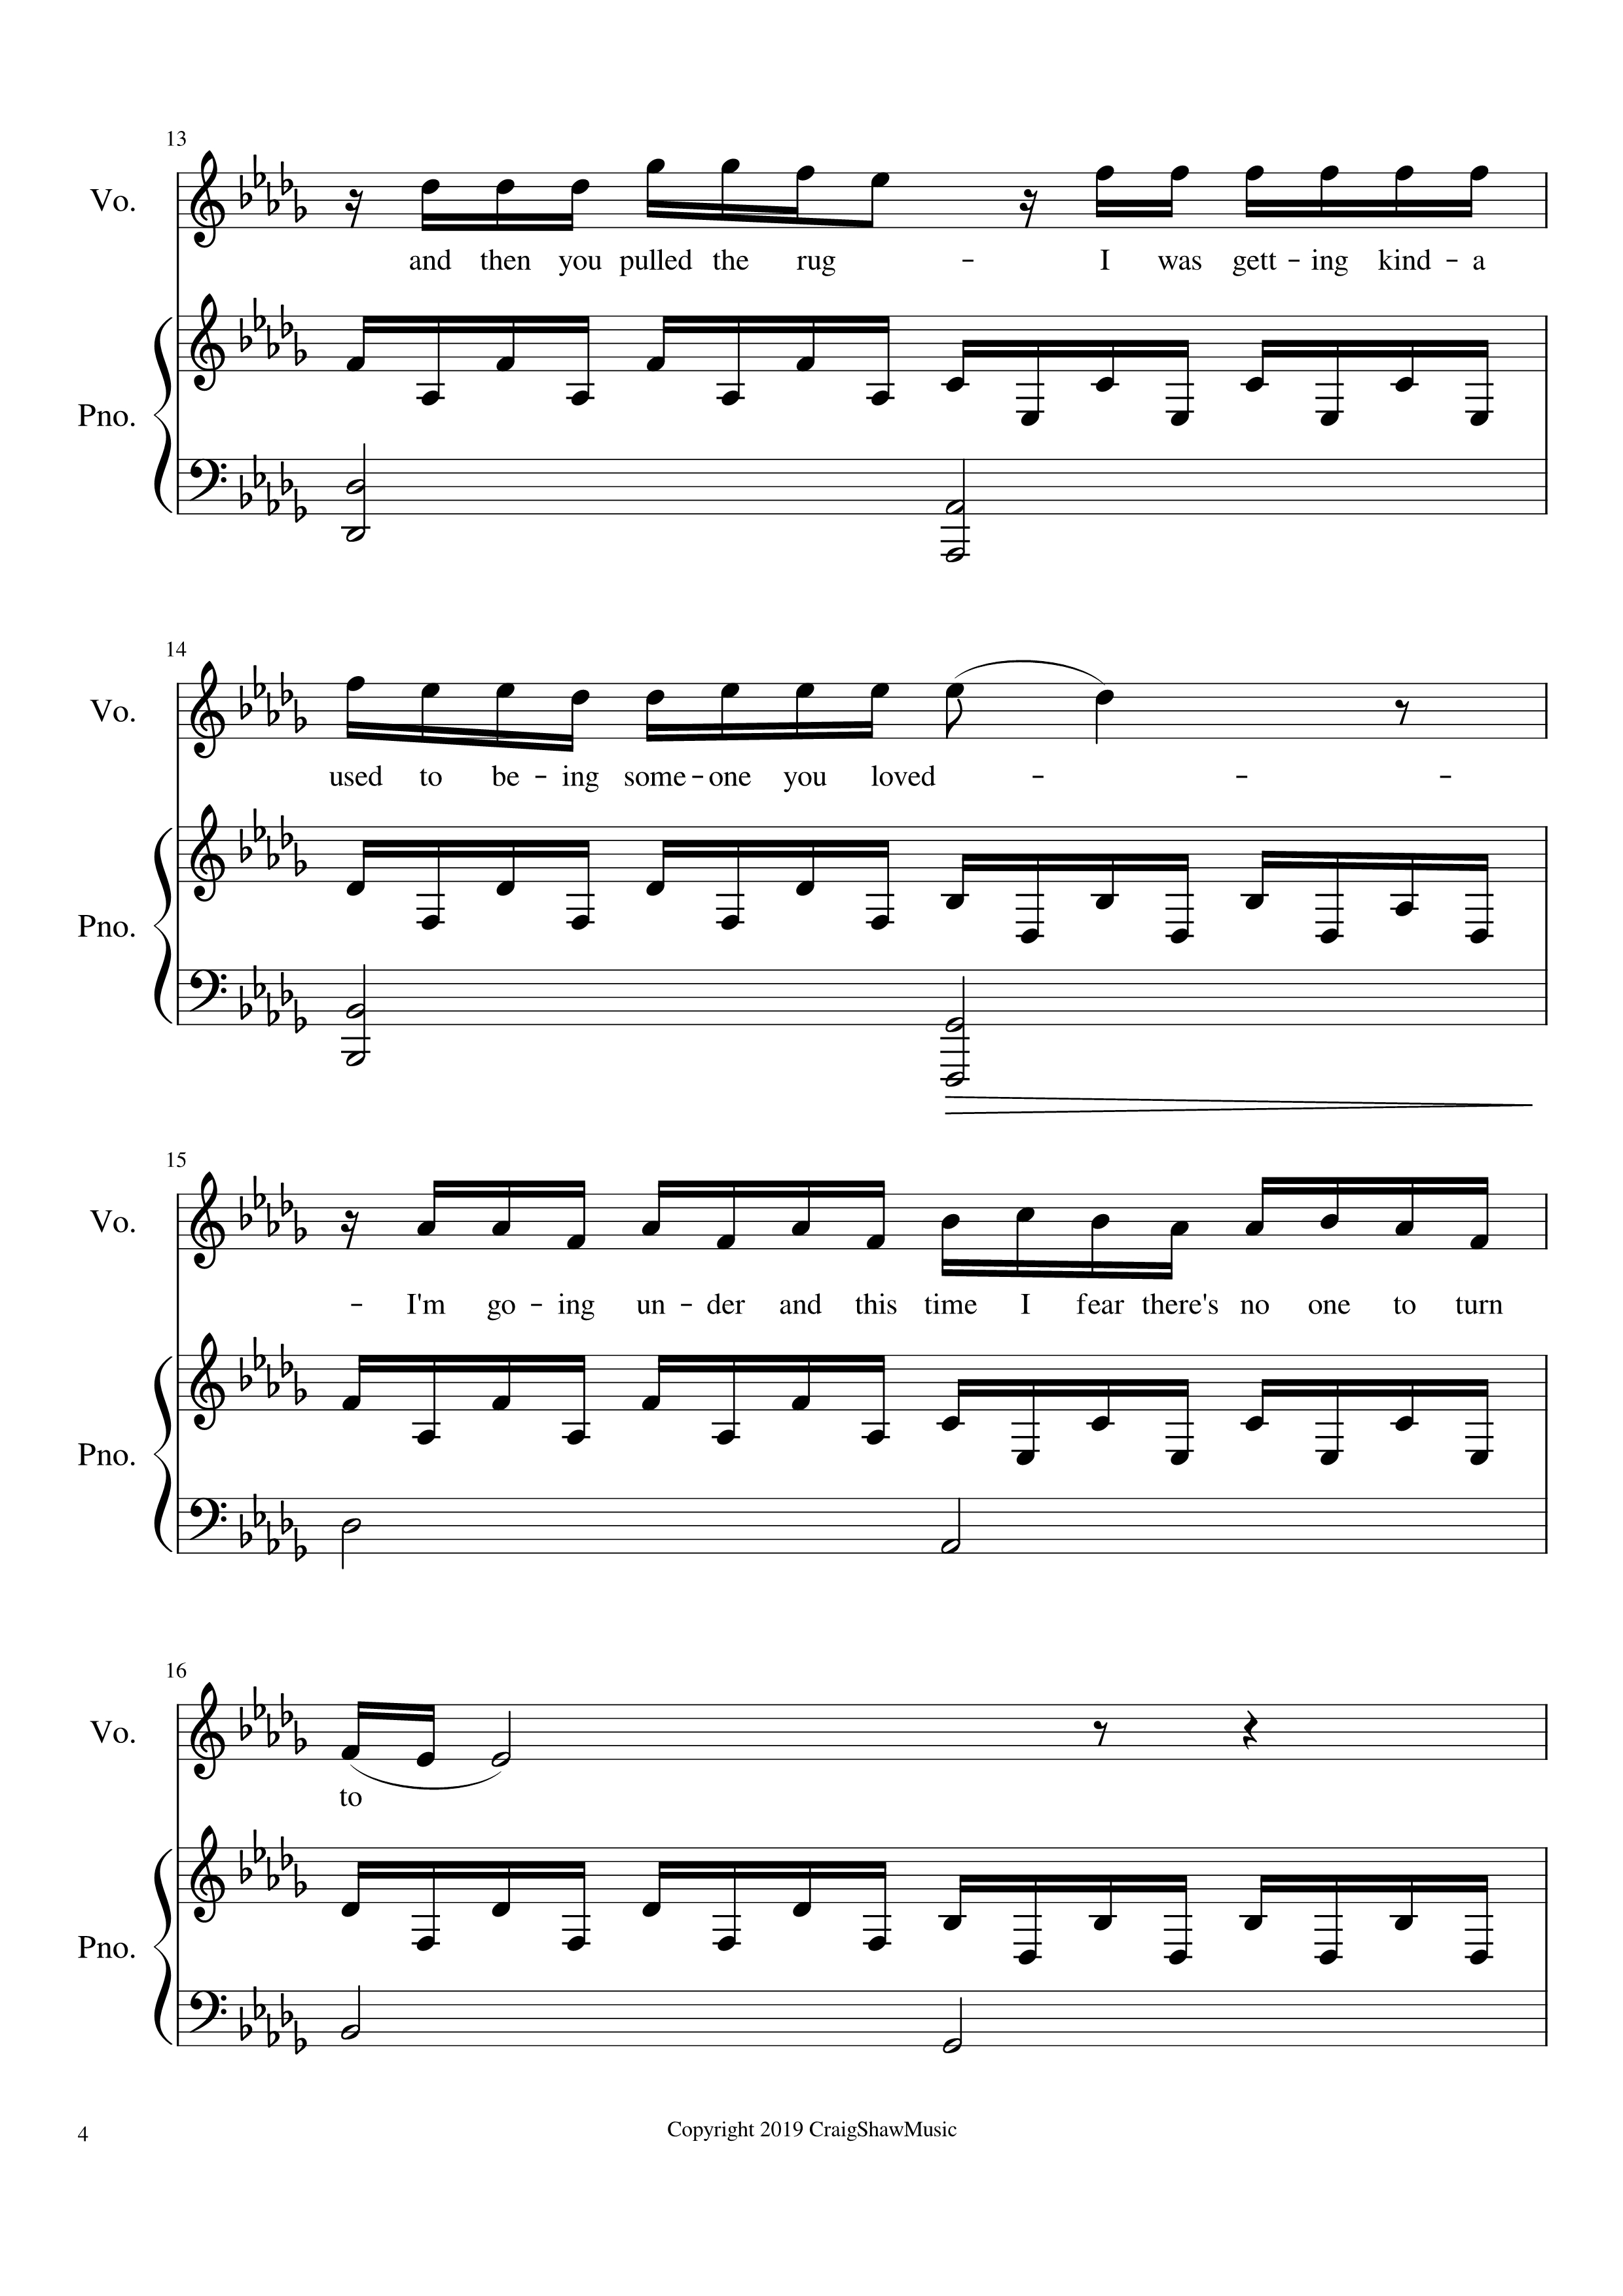 13
Vo.
and then you pulled the rug - I was gett - ing kind - a
Pno.
14
Vo.
used to be - ing some - one you loved - - -
Pno.
15
Vo.
- I'm go - ing un - der and this time I fear there's no one to turn
Pno.
16
Vo.
to
Pno.
4
Copyright 2019 CraigShawMusic